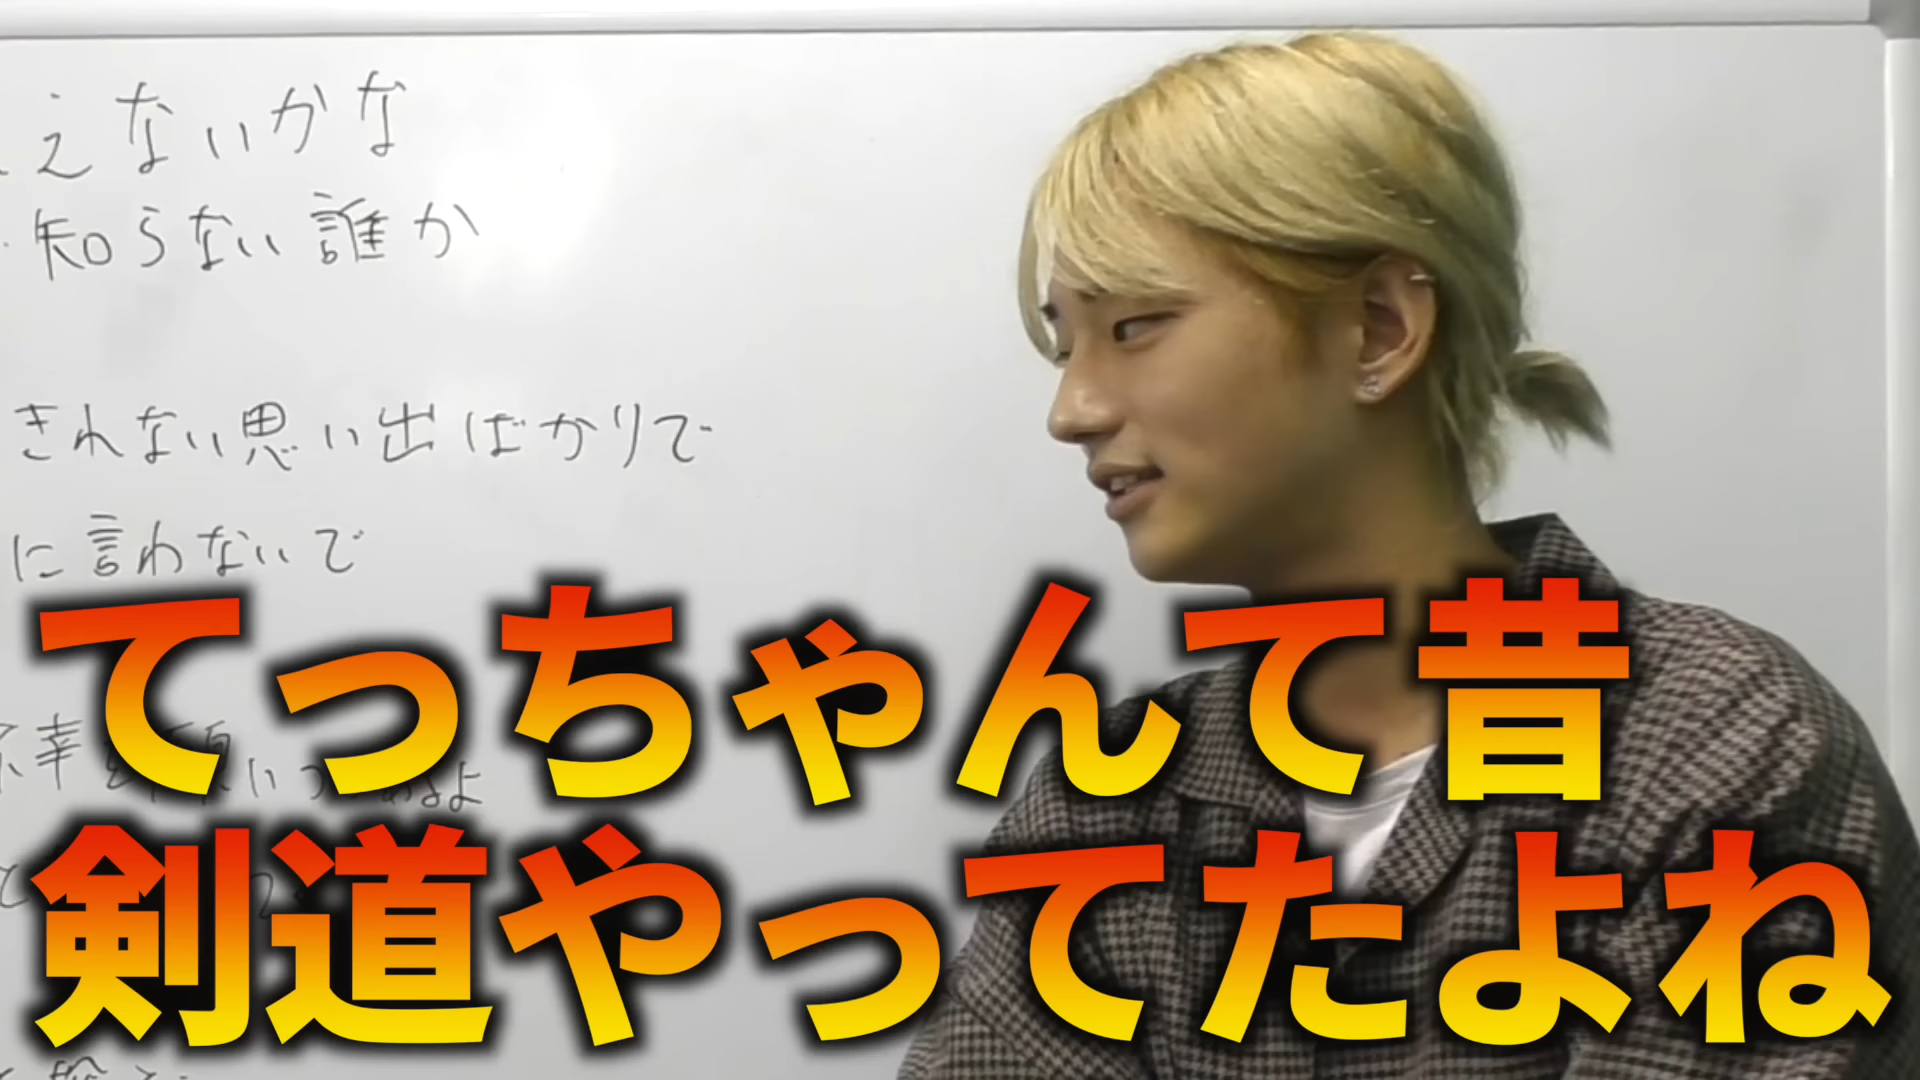 えないかな
知らない誰か
きれない思い出ばかりで
に言わないで
てっちゃんて昔
剣道やってたよね